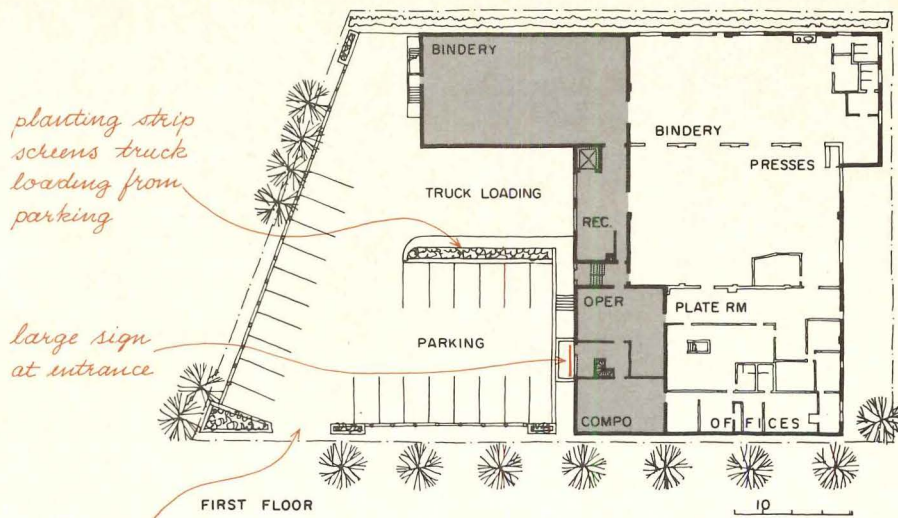 BINDERY
planting strip
screens truck
loading from
parking
BINDERY
PRESSES
TRUCK LOADING
REC.
OPER
PLATE RM
large sign
at entrance
PARKING
COMPO
OFFICES
FIRST FLOOR
10